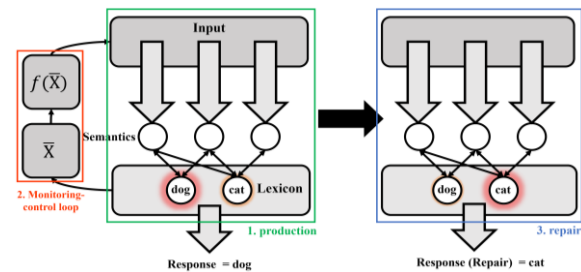 Input
f(X̅)
Semantics
X̅
dog
cat
Lexicon
2. Monitoring-
control loop
1. production
Response = dog
dog
cat
3. repair
Response (Repair) = cat